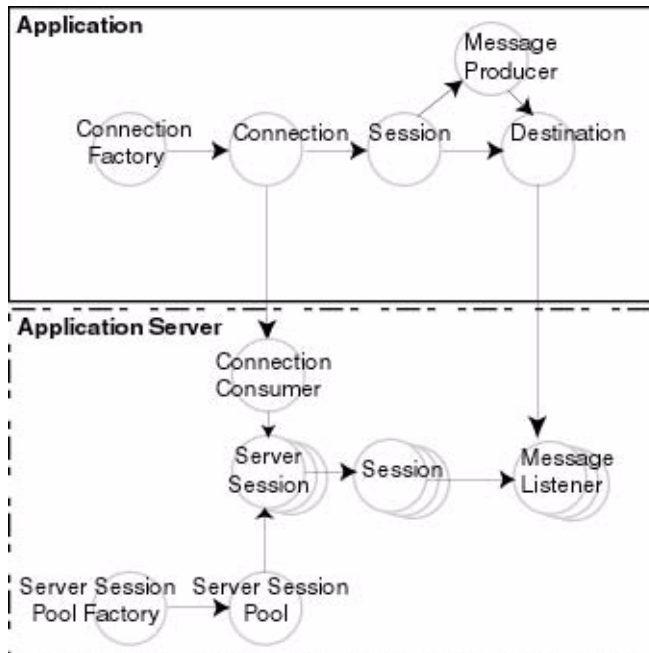 Application
Message
Producer
Connection
Factory
Connection
Session
Destination
Application Server
Connection
Consumer
Server
Session
Session
Message
Listener
Server Session
Pool Factory
Server Session
Pool